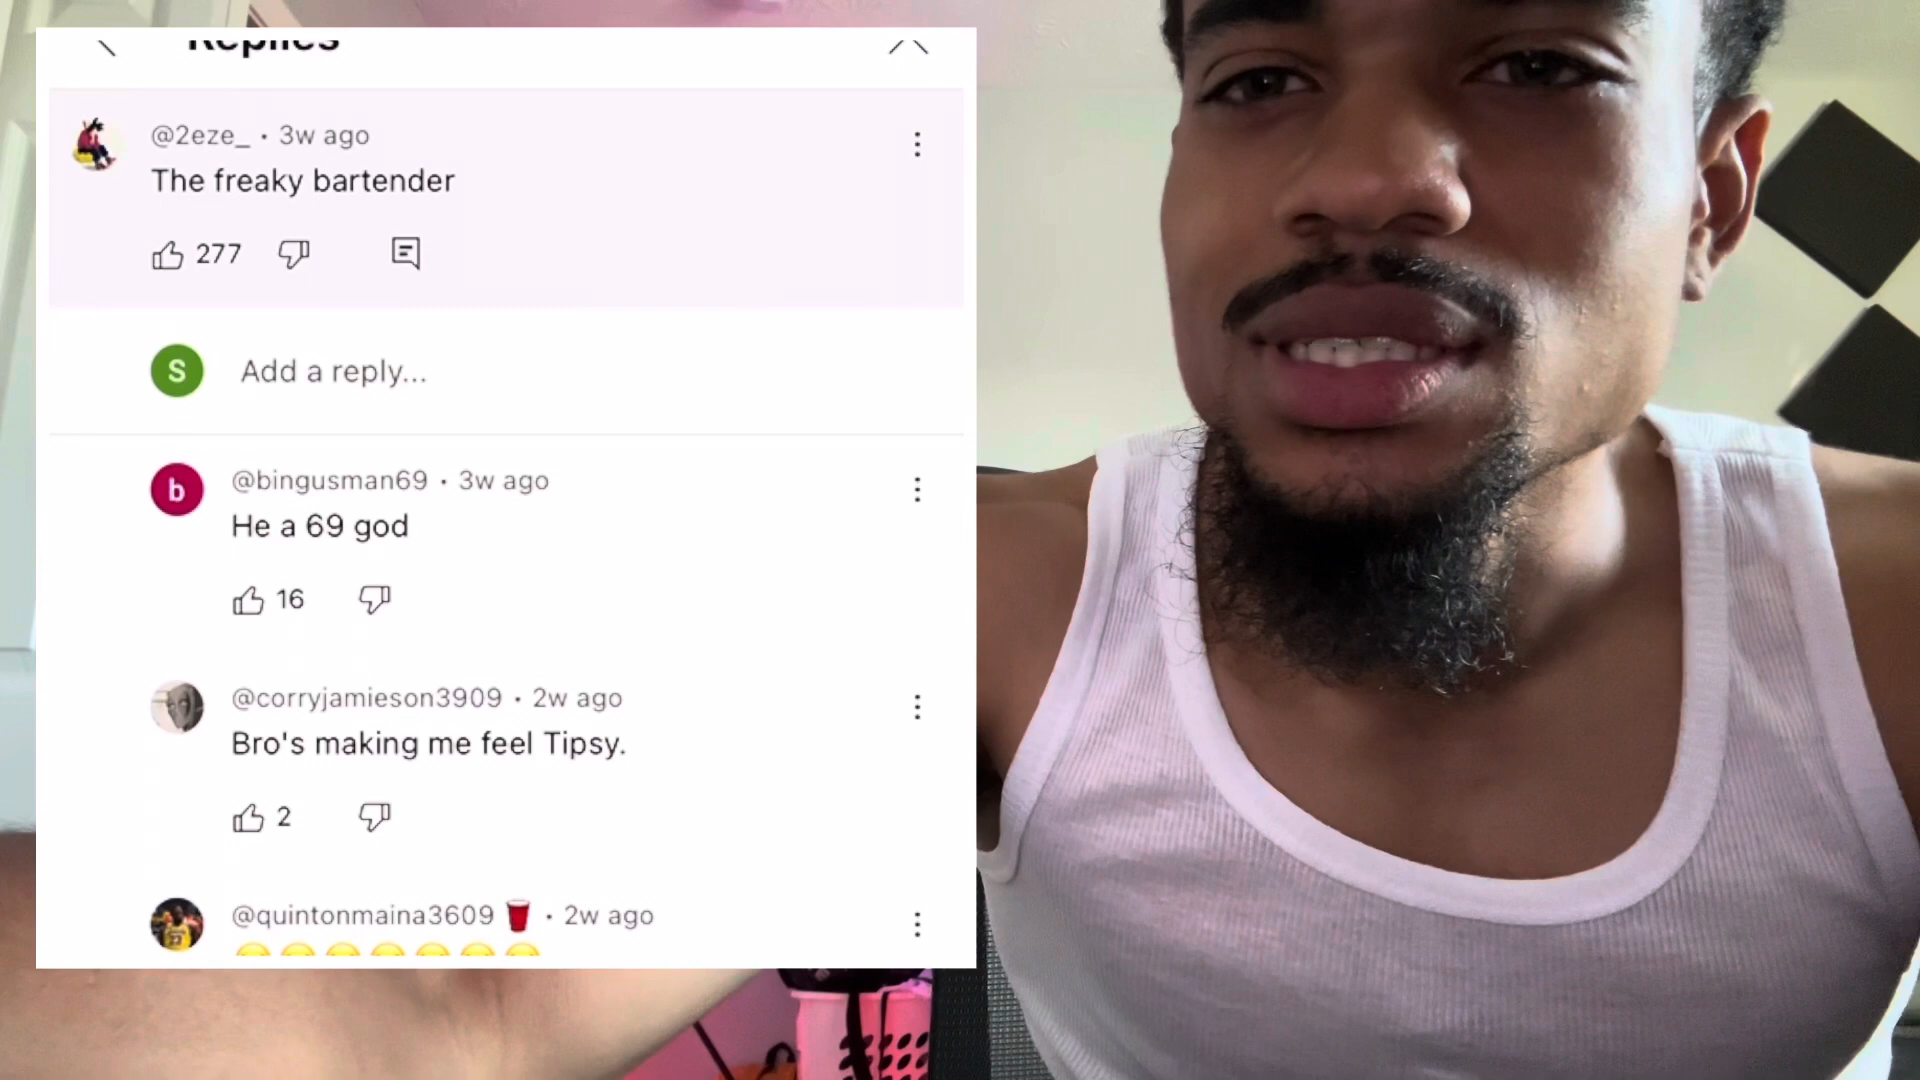 Replies
@2eze_ · 3w ago
The freaky bartender
277
S
Add a reply...
b
@bingusman69 · 3w ago
He a 69 god
16
@corryjamieson3909 · 2w ago
Bro's making me feel Tipsy.
2
@quintonmaina3609 · 2w ago